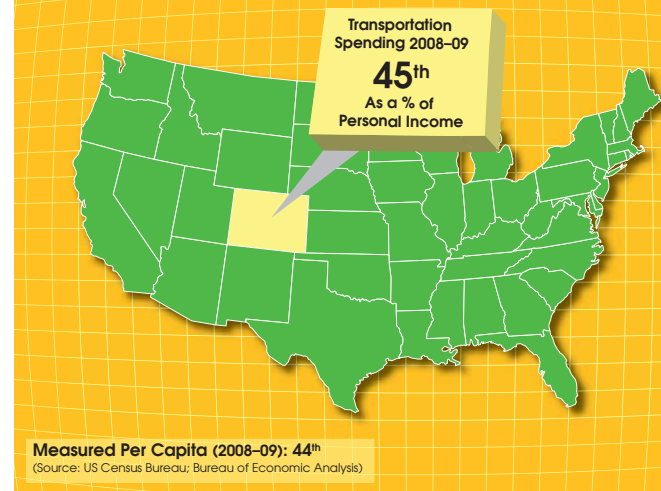 Transportation
Spending 2008–09
45th
As a % of
Personal Income
Measured Per Capita (2008–09): 44th
(Source: US Census Bureau; Bureau of Economic Analysis)